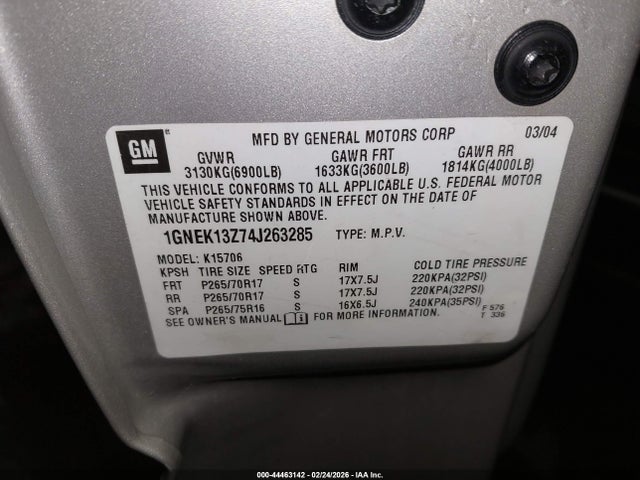 GM
MFD BY GENERAL MOTORS CORP 03/04
GVWR GAWR FRT GAWR RR
3130KG(6900LB) 1633KG(3600LB) 1814KG(4000LB)
THIS VEHICLE CONFORMS TO ALL APPLICABLE U.S. FEDERAL MOTOR
VEHICLE SAFETY STANDARDS IN EFFECT ON THE DATE OF
MANUFACTURE SHOWN ABOVE.
1GNEK13Z74J263285 TYPE: M.P.V.
MODEL: K15706
KPSH TIRE SIZE SPEED RTG RIM COLD TIRE PRESSURE
FRT P265/70R17 S 17X7.5J 220KPA(32PSI)
RR P265/70R17 S 17X7.5J 220KPA(32PSI)
SPA P265/75R16 S 16X6.5J 240KPA(35PSI)
SEE OWNER'S MANUAL FOR MORE INFORMATION.
F 576
T 336
000-44463142 - 02/24/2026 - IAA Inc.